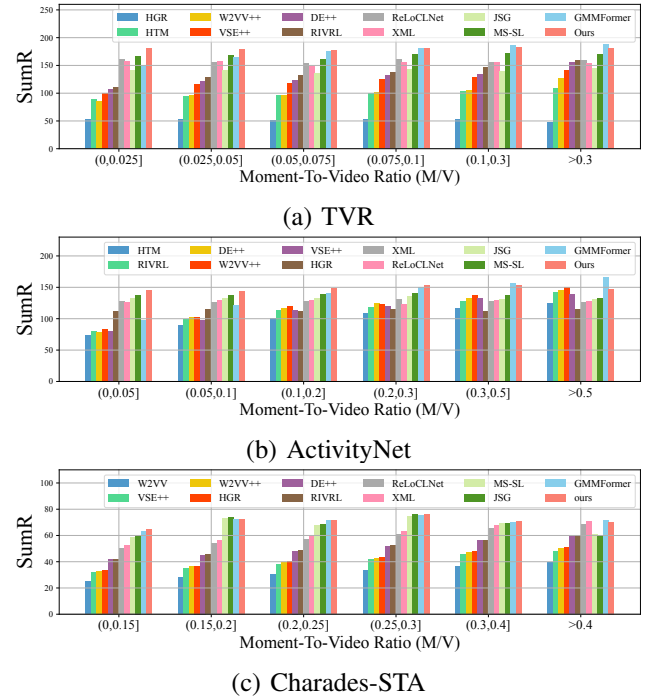 250
200
150
100
50
0
SumR
HGR W2VV++ DE++ ReLoCLNet JSG GMMFormer
HTM VSE++ RIVRL XML MS-SL Ours
(0,0.025] (0.025,0.05] (0.05,0.075] (0.075,0.1] (0.1,0.3] >0.3
Moment-To-Video Ratio (M/V)
(a) TVR
200
150
100
50
0
SumR
HTM DE++ VSE++ XML JSG GMMFormer
RIVRL W2VV++ HGR ReLoCLNet MS-SL Ours
(0,0.05] (0.05,0.1] (0.1,0.2] (0.2,0.3] (0.3,0.5] >0.5
Moment-To-Video Ratio (M/V)
(b) ActivityNet
100
80
60
40
20
0
SumR
W2VV W2VV++ DE++ ReLoCLNet MS-SL GMMFormer
VSE++ HGR RIVRL XML JSG ours
(0,0.15] (0.15,0.2] (0.2,0.25] (0.25,0.3] (0.3,0.4] >0.4
Moment-To-Video Ratio (M/V)
(c) Charades-STA